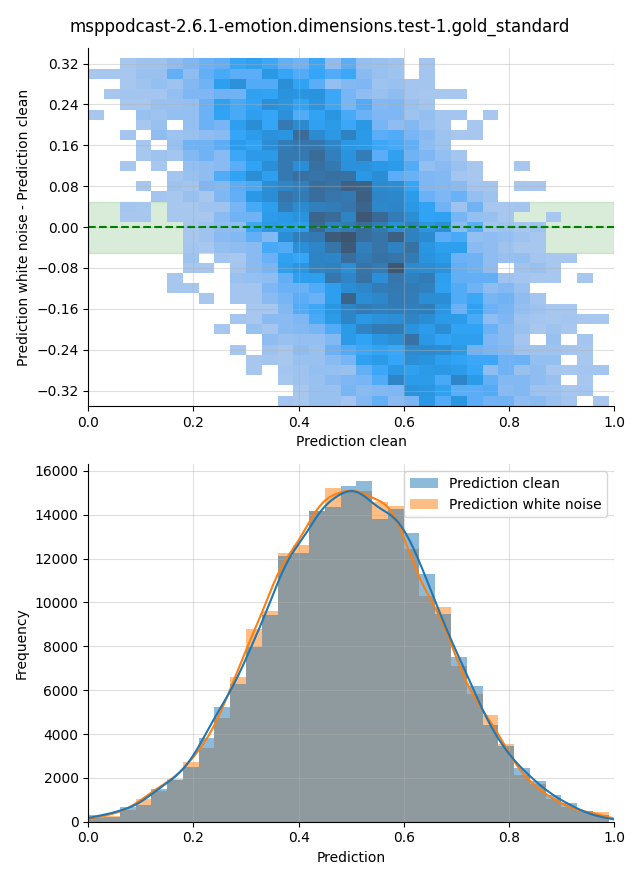 msppodcast-2.6.1-emotion.dimensions.test-1.gold_standard
Prediction white noise - Prediction clean
0.32
0.24
0.16
0.08
0.00
−0.08
−0.16
−0.24
−0.32
0.0 0.2 0.4 0.6 0.8 1.0
Prediction clean
Frequency
16000
14000
12000
10000
8000
6000
4000
2000
0
Prediction clean
Prediction white noise
0.0 0.2 0.4 0.6 0.8 1.0
Prediction